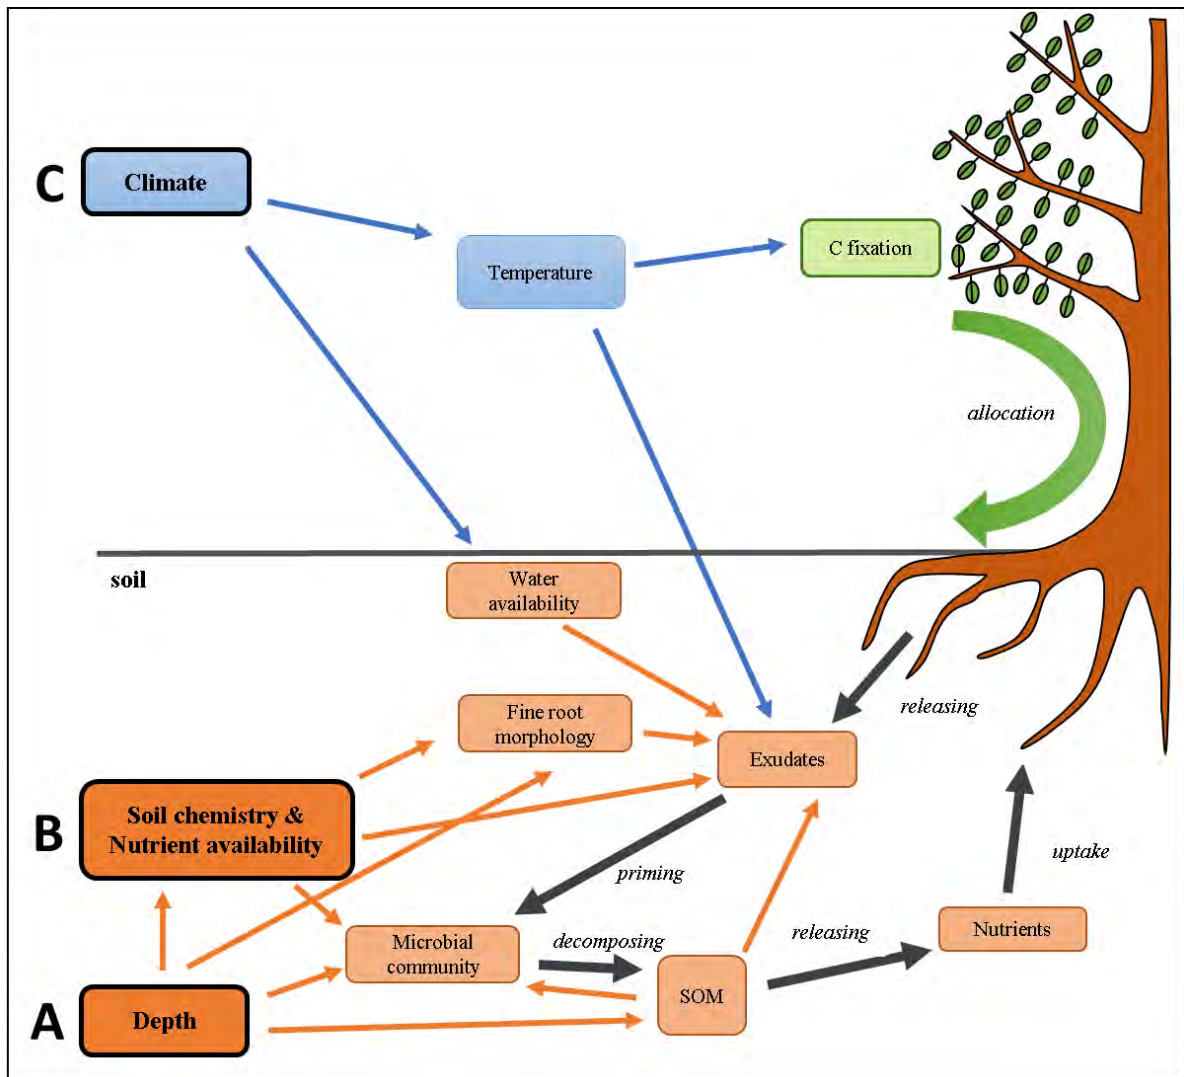 C
Climate
Temperature
C fixation
allocation
soil
Water
availability
Fine root
morphology
Exudates
releasing
B
Soil chemistry &
Nutrient availability
priming
uptake
Microbial
community
decomposing
releasing
Nutrients
SOM
A
Depth